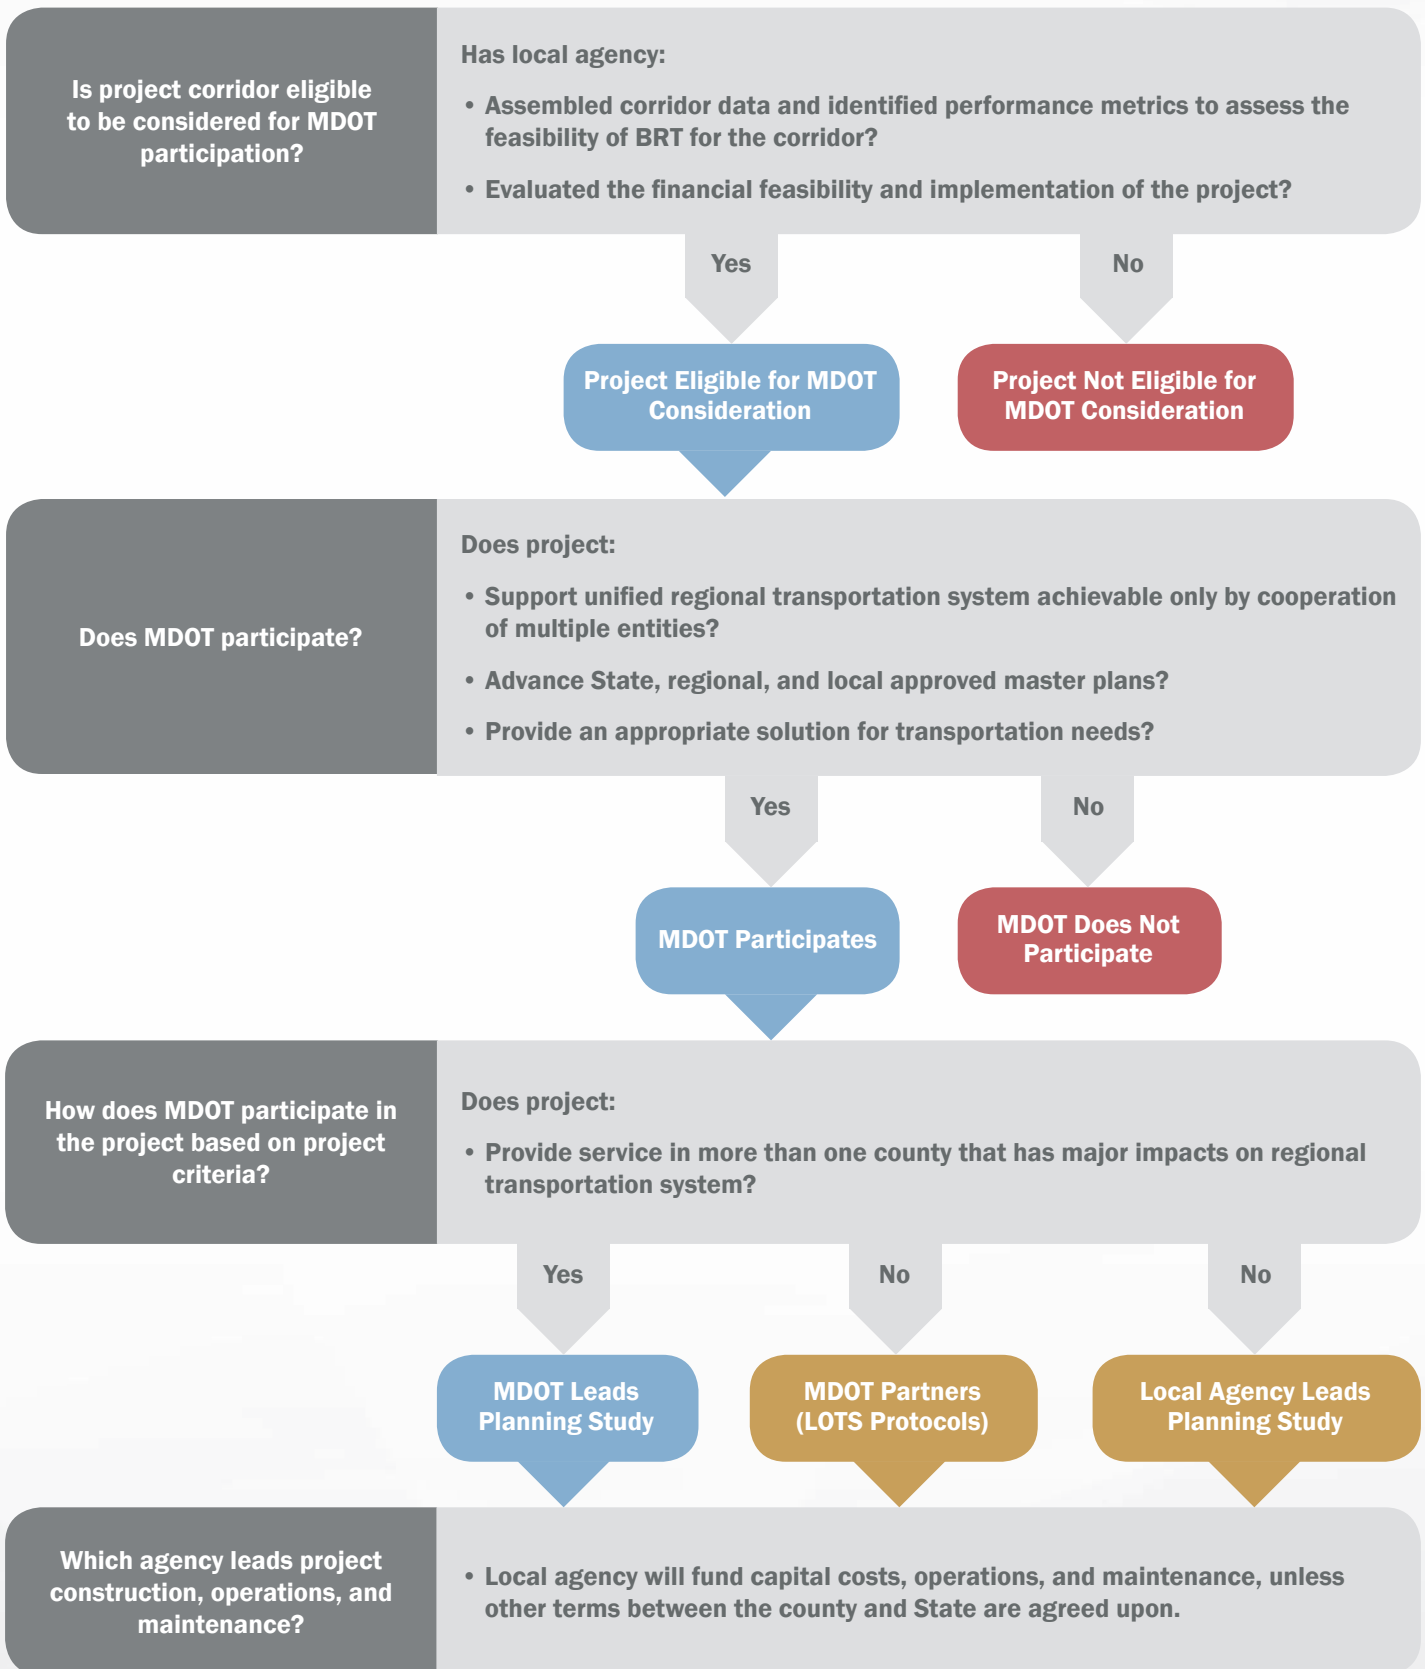 Is project corridor eligible
to be considered for MDOT
participation?
Has local agency:
• Assembled corridor data and identified performance metrics to assess the
feasibility of BRT for the corridor?
• Evaluated the financial feasibility and implementation of the project?
Yes
No
Project Eligible for MDOT
Consideration
Project Not Eligible for
MDOT Consideration
Does MDOT participate?
Does project:
• Support unified regional transportation system achievable only by cooperation
of multiple entities?
• Advance State, regional, and local approved master plans?
• Provide an appropriate solution for transportation needs?
Yes
No
MDOT Participates
MDOT Does Not
Participate
How does MDOT participate in
the project based on project
criteria?
Does project:
• Provide service in more than one county that has major impacts on regional
transportation system?
Yes
No
No
MDOT Leads
Planning Study
MDOT Partners
(LOTS Protocols)
Local Agency Leads
Planning Study
Which agency leads project
construction, operations, and
maintenance?
• Local agency will fund capital costs, operations, and maintenance, unless
other terms between the county and State are agreed upon.